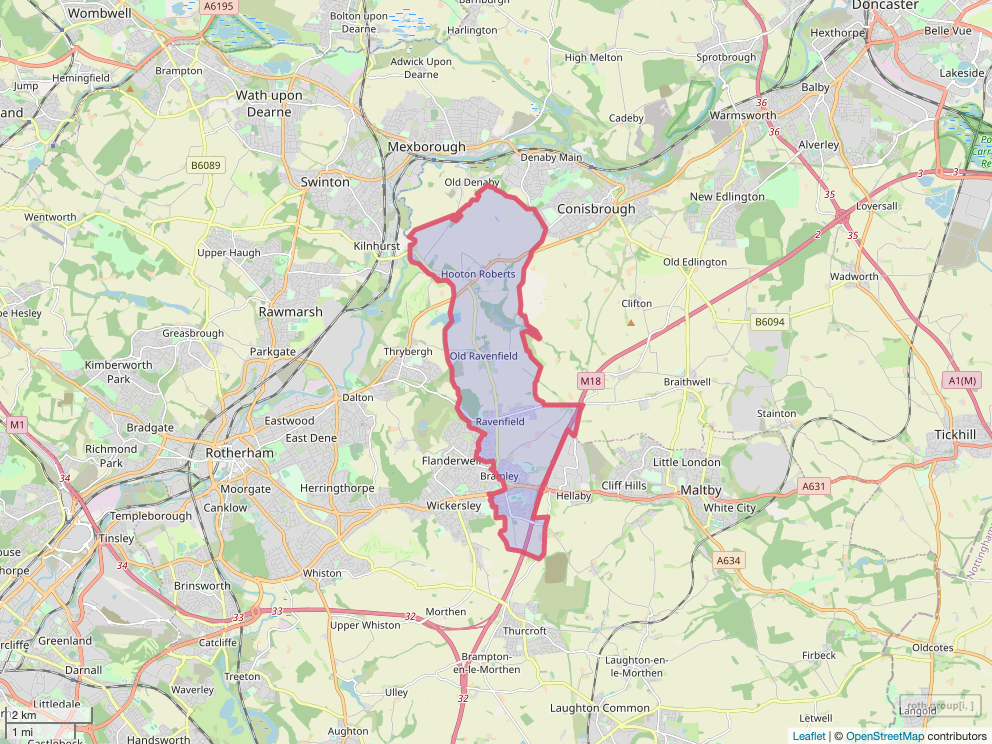 Wombwell
A6195
Bolton upon
Dearne
Harlington
Doncaster
Hexthorpe
Belle Vue
Adwick Upon
Dearne
High Melton
Sprotbrough
Jump
Hemingfield
Brampton
Lakeside
Balby
Wath upon
Dearne
36
Cadeby
Warmsworth
36
Alverley
Mexborough
Denaby Main
B6089
Swinton
Old Denaby
3
3
New Edlington
35
Loversall
Conisbrough
Wentworth
2
35
Upper Haugh
Kilnhurst
Old Edlington
Hooton Roberts
Wadworth
Clifton
Rawmarsh
B6094
Greasbrough
Parkgate
Thrybergh
Old Ravenfield
Kimberworth
Park
M18
Braithwell
A1(M)
Dalton
Stainton
M1
Bradgate
Eastwood
Ravenfield
East Dene
Tickhill
Richmond
Park
Rotherham
34
Flanderwell
Little London
Bramley
Moorgate
Herringthorpe
Hellaby
Cliff Hills
A631
Maltby
Canklow
Wickersley
White City
Templeborough
Tinsley
34
A634
Whiston
Brinsworth
33
33
32
Morthen
Upper Whiston
Thurcroft
Greenland
Catcliffe
Oldcotes
Brampton-
en-le-Morthen
Firbeck
Laughton-en-
le-Morthen
Darnall
Treeton
Waverley
Ulley
32
Littledale
Laughton Common
Letwell
Langold
roth.group[i, ]
2 km
1 mi
Handsworth
Aughton
Leaflet | © OpenStreetMap contributors